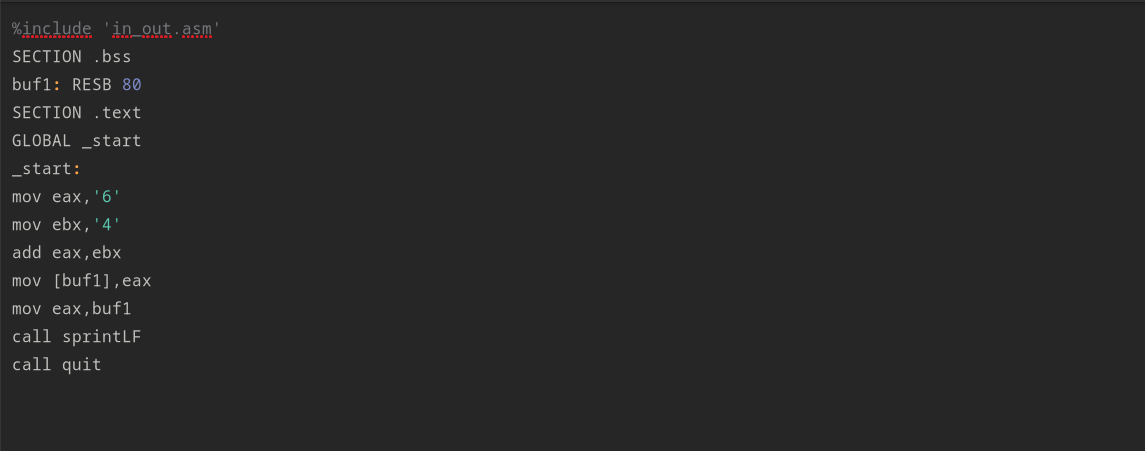 %include 'in_out.asm'
SECTION .bss
buf1: RESB 80
SECTION .text
GLOBAL _start
_start:
mov eax,'6'
mov ebx,'4'
add eax,ebx
mov [buf1],eax
mov eax,buf1
call sprintLF
call quit